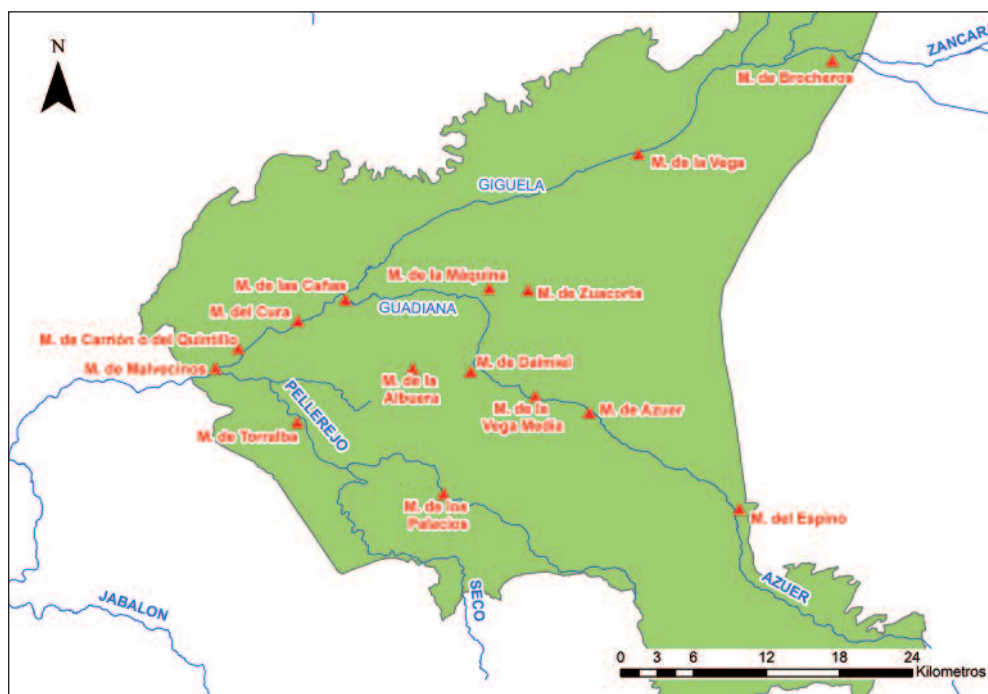 N
ZANCARA
M. de Brocheros
M. de la Vega
GIGUELA
M. de la Máquina
M. de las Cañas
M. de Zuacorta
GUADIANA
M. del Cura
M. de Carrión o del Quintillo
M. de Malvecinos
M. de Daimiel
M. de la
Albuera
PELLEREJO
M. de la
Vega Media
M. de Azuer
M. de Torralba
M. de los
Palacios
M. del Espino
AZUER
SECO
JABALON
0 3 6 12 18 24
Kilometros